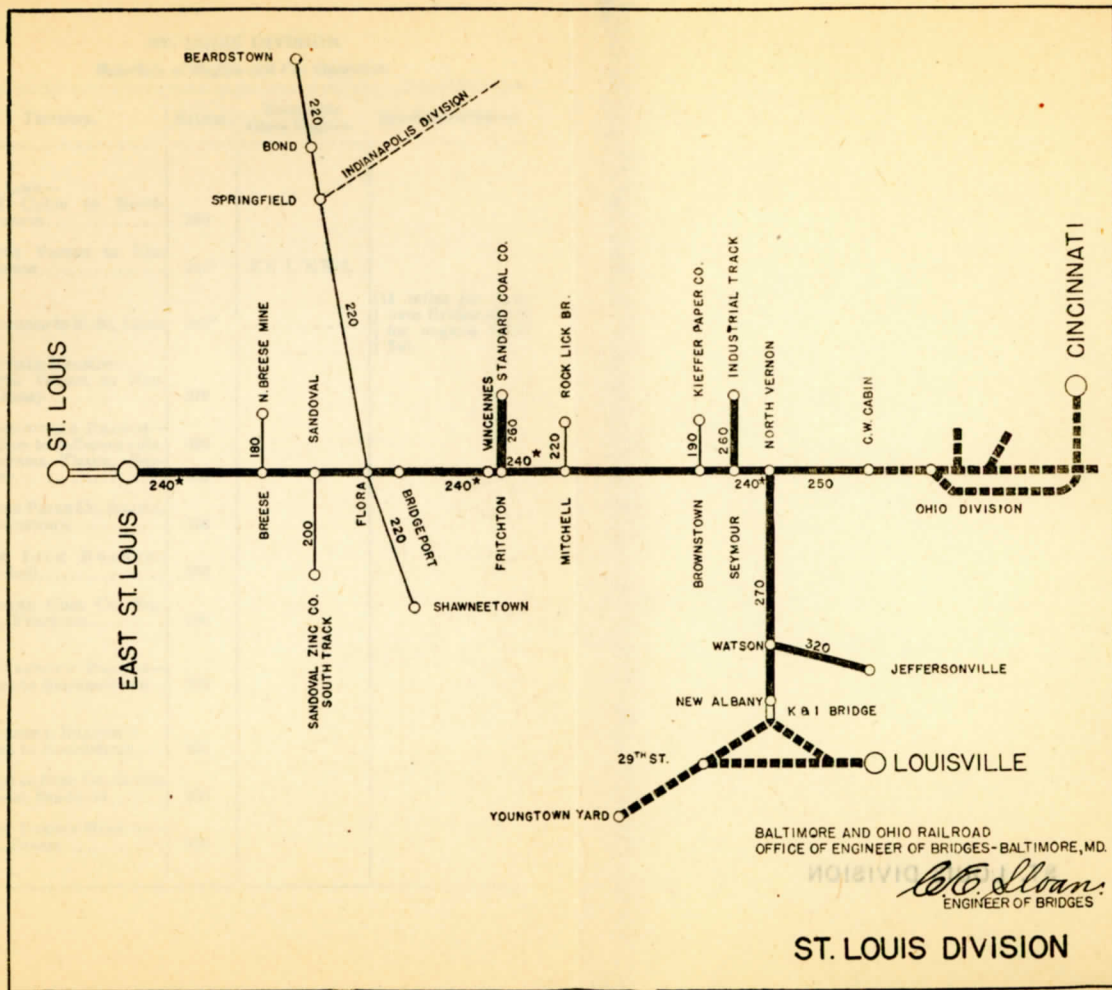 BEARDSTOWN
220
BOND
INDIANAPOLIS DIVISION
SPRINGFIELD
220
ST. LOUIS
N. BREESE MINE
SANDOVAL
VINCENNES
STANDARD COAL CO.
ROCK LICK BR.
KIEFFER PAPER CO.
INDUSTRIAL TRACK
NORTH VERNON
C.W. CABIN
CINCINNATI
180
260
220
190
260
240*
240*
240*
240*
250
OHIO DIVISION
EAST ST. LOUIS
BREESE
200
FLORA
BRIDGEPORT
220
FRITCHTON
MITCHELL
BROWNSTOWN
SEYMOUR
270
SHAWNEETOWN
SANDOVAL ZINC CO.
SOUTH TRACK
WATSON
320
JEFFERSONVILLE
NEW ALBANY
K & I BRIDGE
29TH ST.
LOUISVILLE
YOUNGTOWN YARD
BALTIMORE AND OHIO RAILROAD
OFFICE OF ENGINEER OF BRIDGES-BALTIMORE, MD.
C.E. Sloan.
ENGINEER OF BRIDGES
ST. LOUIS DIVISION